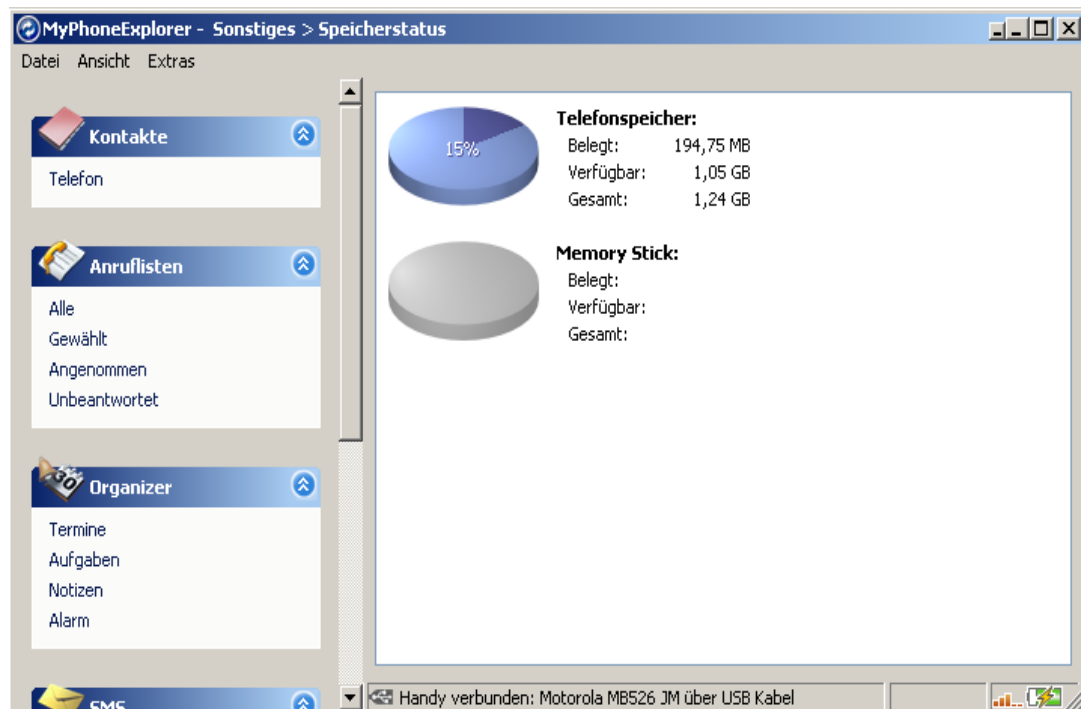 MyPhoneExplorer - Sonstiges > Speicherstatus
Datei Ansicht Extras
Kontakte
Telefon
Anruflisten
Alle
Gewählt
Angenommen
Unbeantwortet
30 Organizer
Termine
Aufgaben
Notizen
Alarm
SMS
15%
Telefonspeicher:
Belegt: 194,75 MB
Verfügbar: 1,05 GB
Gesamt: 1,24 GB
Memory Stick:
Belegt:
Verfügbar:
Gesamt:
Handy verbunden: Motorola MB526 JM über USB Kabel